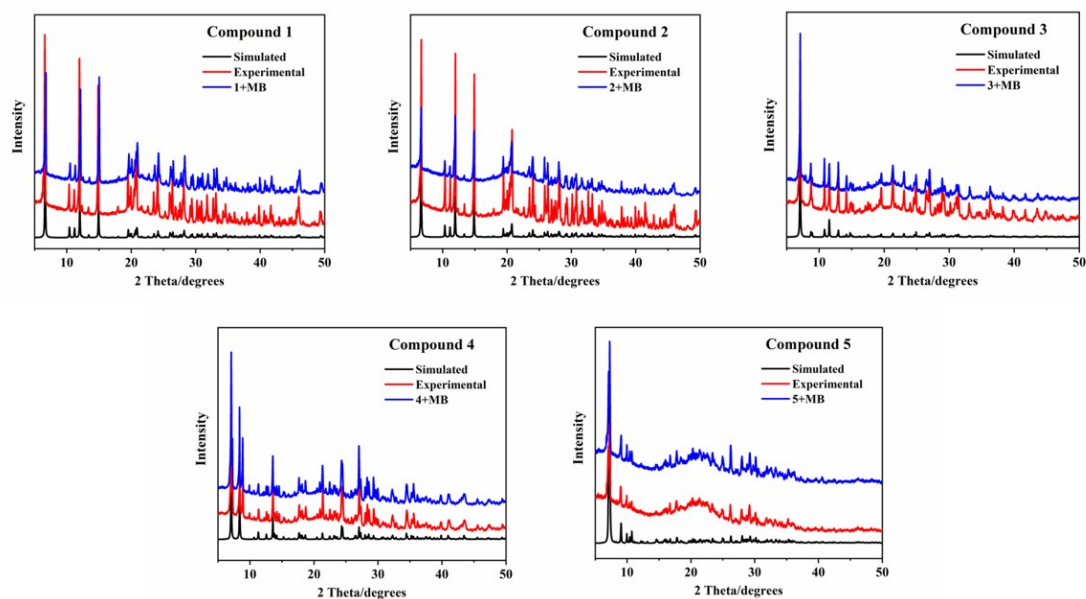 Compound 1
Simulated
Experimental
1+MB
Intensity
10 20 30 40 50
2 Theta/degrees
Compound 2
Simulated
Experimental
2+MB
Intensity
10 20 30 40 50
2 Theta/degrees
Compound 3
Simulated
Experimental
3+MB
Intensity
10 20 30 40 50
2 Theta/degrees
Compound 4
Simulated
Experimental
4+MB
Intensity
10 20 30 40 50
2 Theta/degrees
Compound 5
Simulated
Experimental
5+MB
Intensity
10 20 30 40 50
2 Theta/degrees